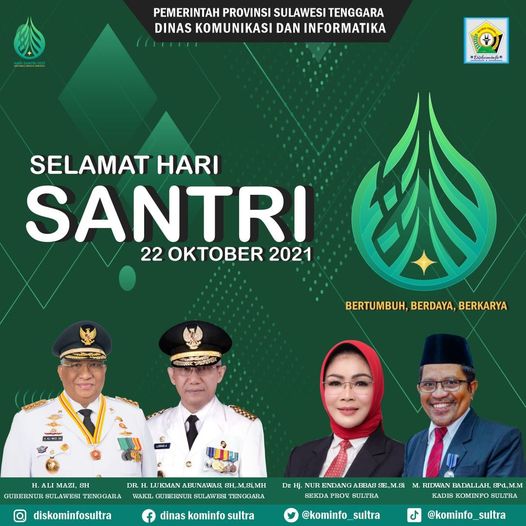 PEMERINTAH PROVINSI SULAWESI TENGGARA
DINAS KOMUNIKASI DAN INFORMATIKA
SELAMAT HARI
SANTRI
22 OKTOBER 2021
BERTUMBUH, BERDAYA, BERKARYA
H. ALI MAZI, SH
GUBERNUR SULAWESI TENGGARA
DR. H. LUKMAN ABUNAWAS, SH,.M,Si,MH
WAKIL GUBERNUR SULAWESI TENGGARA
Dr Hj. NUR ENDANG ABBAS SE,.M.Si
SEKDA PROV. SULTRA
M. RIDWAN BADALLAH, SPd.,M.M
KADIS KOMINFO SULTRA
diskominfosultra
dinas kominfo sultra
@kominfo_sultra_
@kominfo_sultra